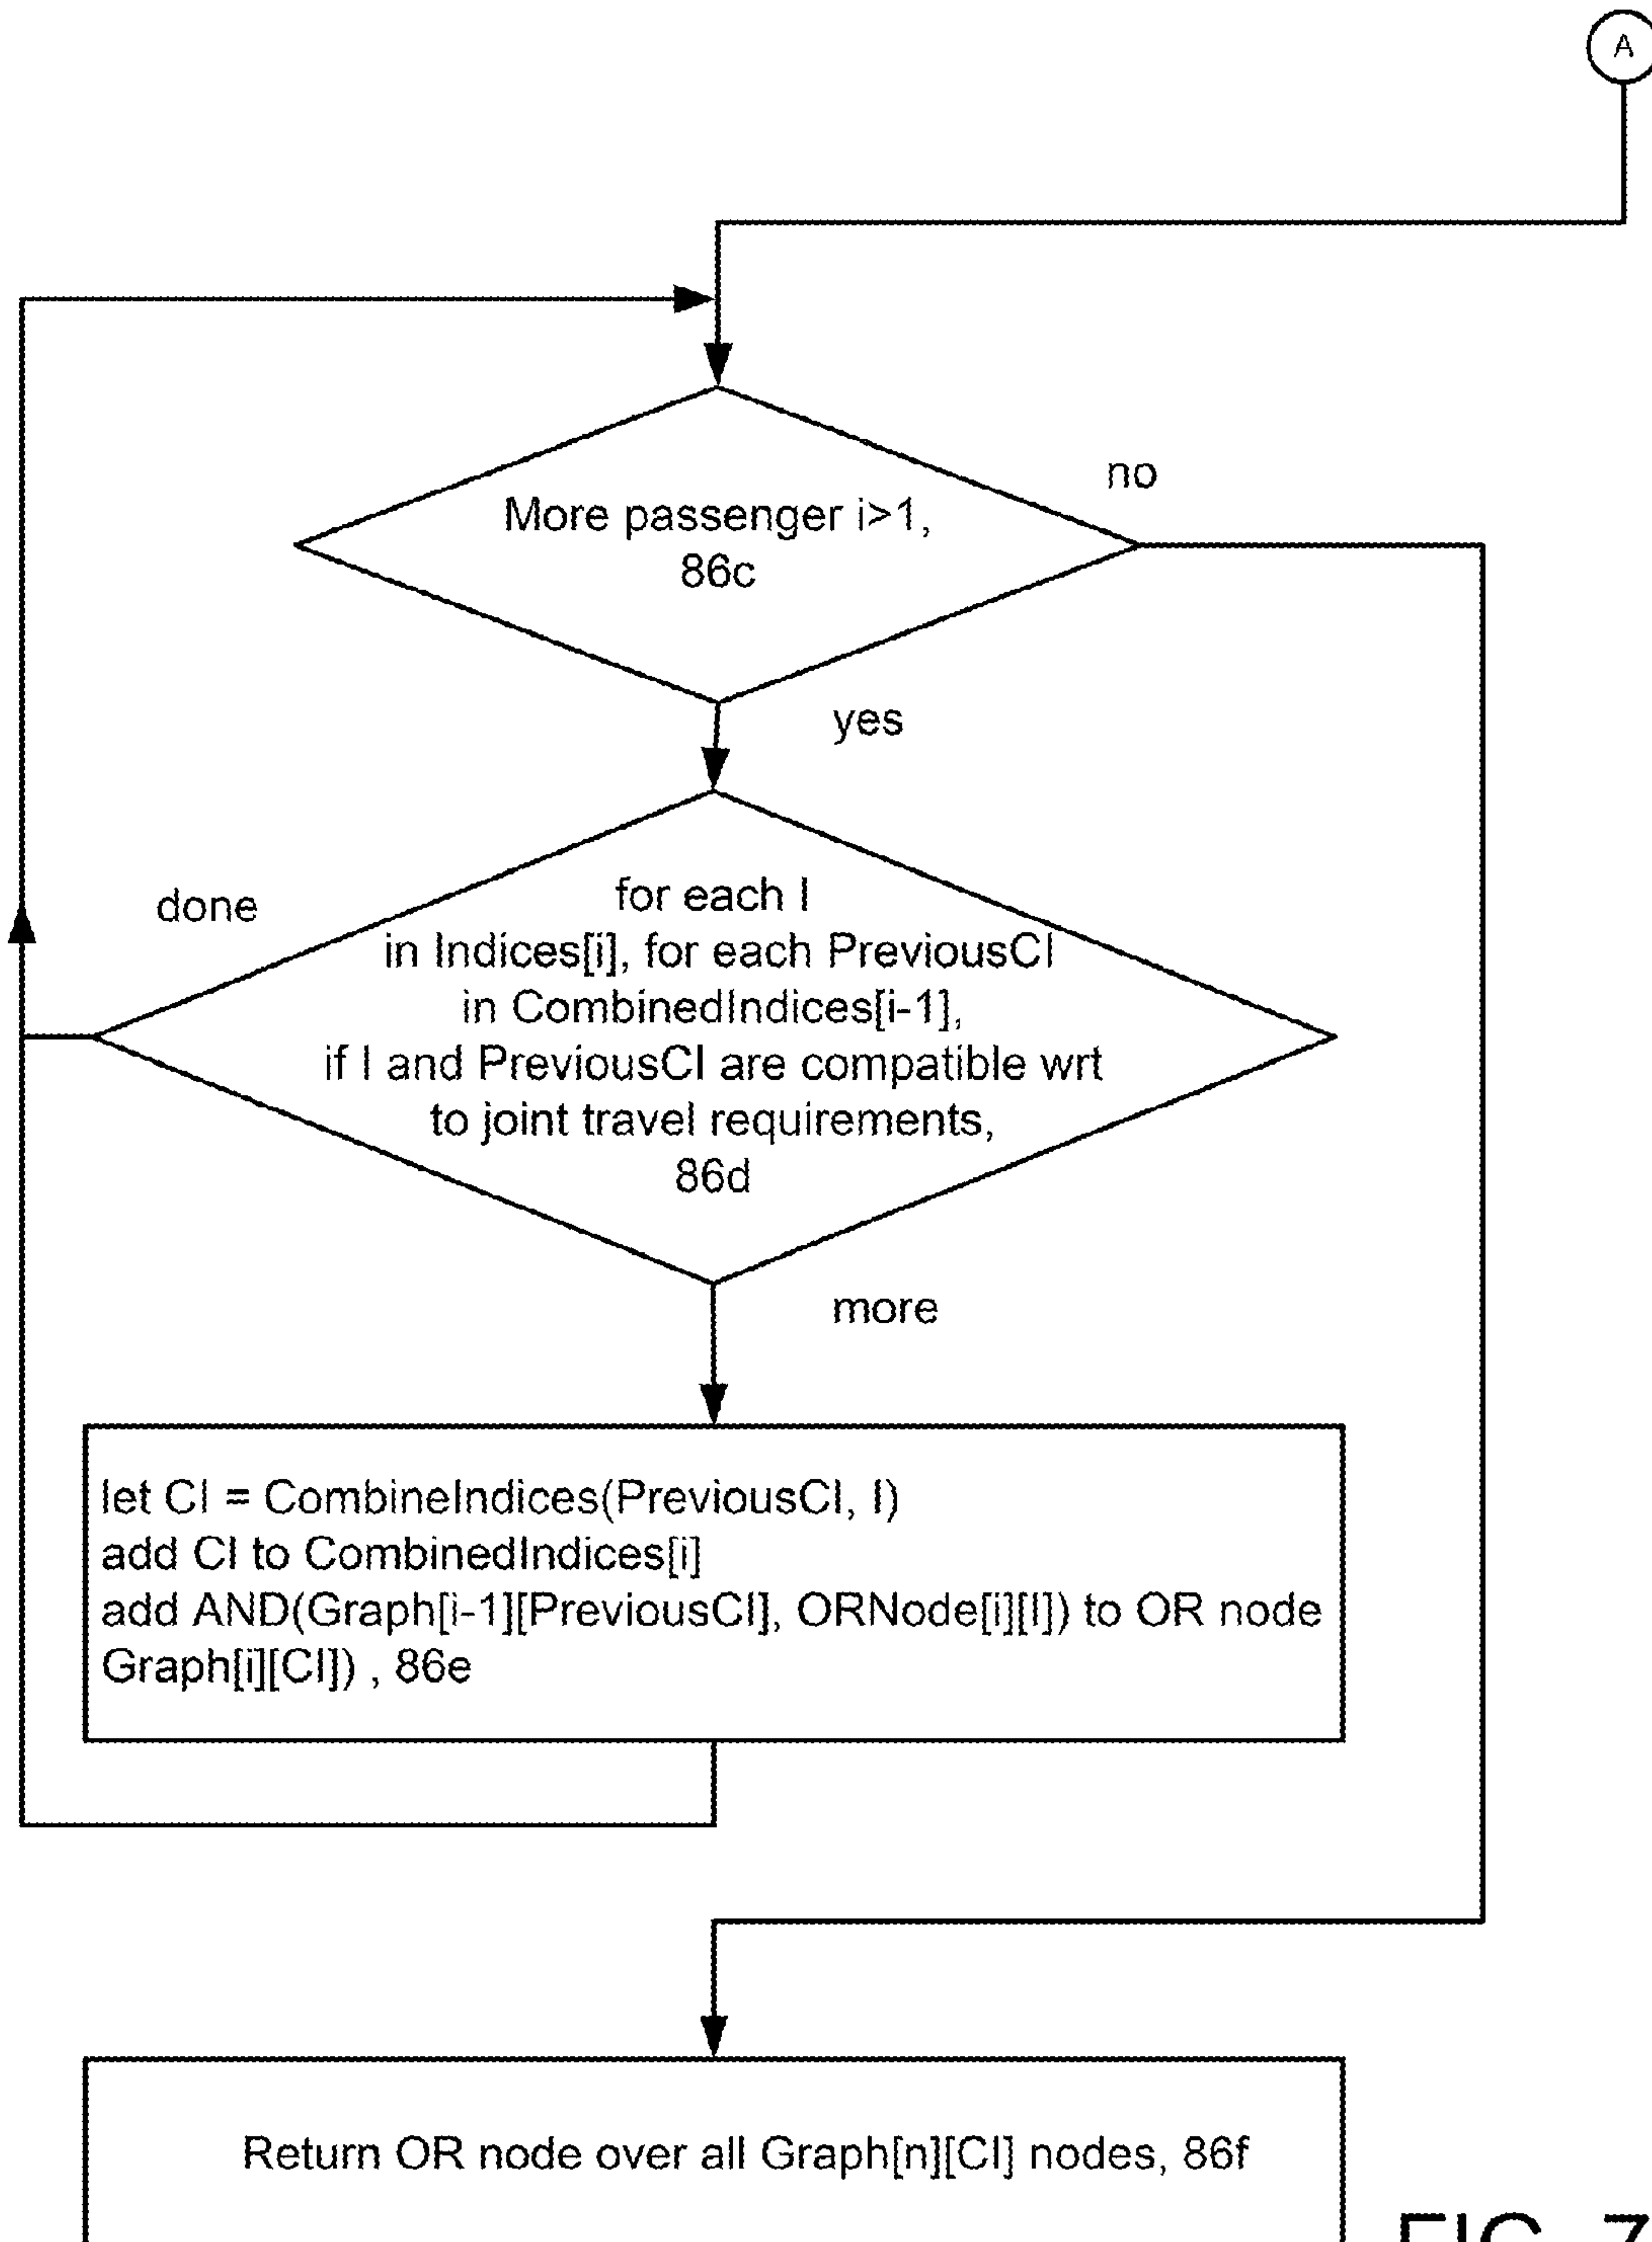 A
no
More passenger i>1,
86c
yes
done
for each I
in Indices[i], for each PreviousCI
in CombinedIndices[i-1],
if I and PreviousCI are compatible wrt
to joint travel requirements,
86d
more
let CI = CombineIndices(PreviousCI, I)
add CI to CombinedIndices[i]
add AND(Graph[i-1][PreviousCI], ORNode[i][I]) to OR node
Graph[i][CI]) , 86e
Return OR node over all Graph[n][CI] nodes, 86f
FIG. 7